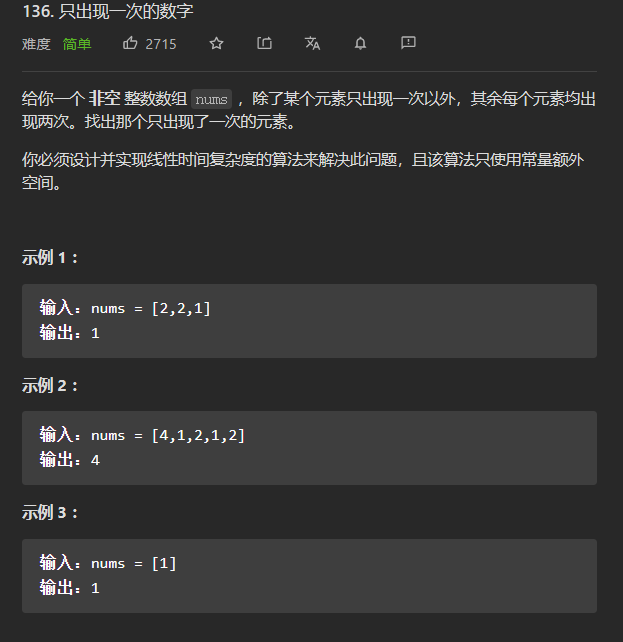 136. 只出现一次的数字
难度 简单 2715
给你一个 非空 整数数组 nums ，除了某个元素只出现一次以外，其余每个元素均出
现两次。找出那个只出现了一次的元素。
你必须设计并实现线性时间复杂度的算法来解决此问题，且该算法只使用常量额外
空间。
示例 1 ：
输入：nums = [2,2,1]
输出：1
示例 2 ：
输入：nums = [4,1,2,1,2]
输出：4
示例 3 ：
输入：nums = [1]
输出：1